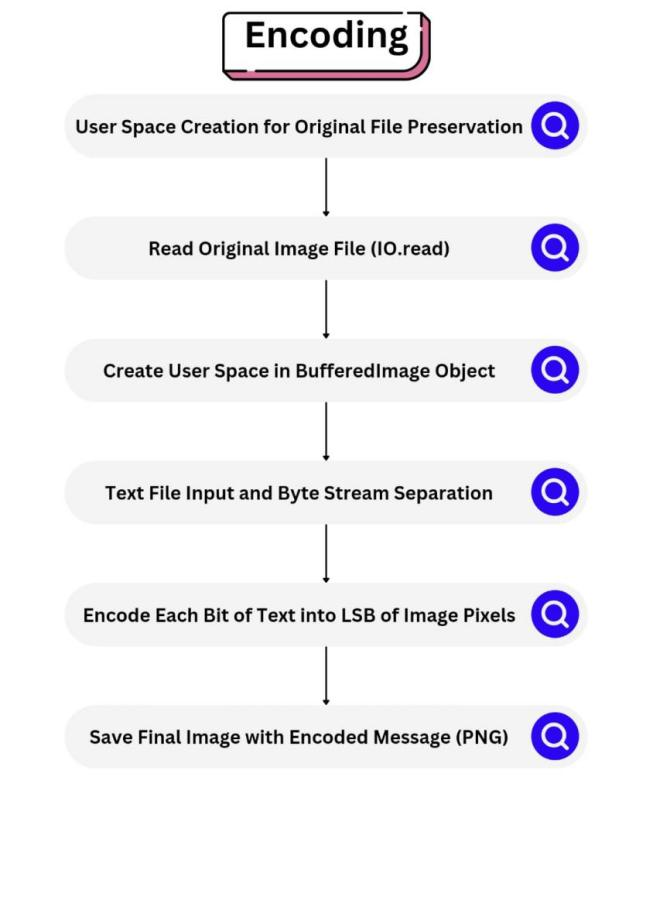 Encoding
User Space Creation for Original File Preservation
Read Original Image File (IO.read)
Create User Space in BufferedImage Object
Text File Input and Byte Stream Separation
Encode Each Bit of Text into LSB of Image Pixels
Save Final Image with Encoded Message (PNG)